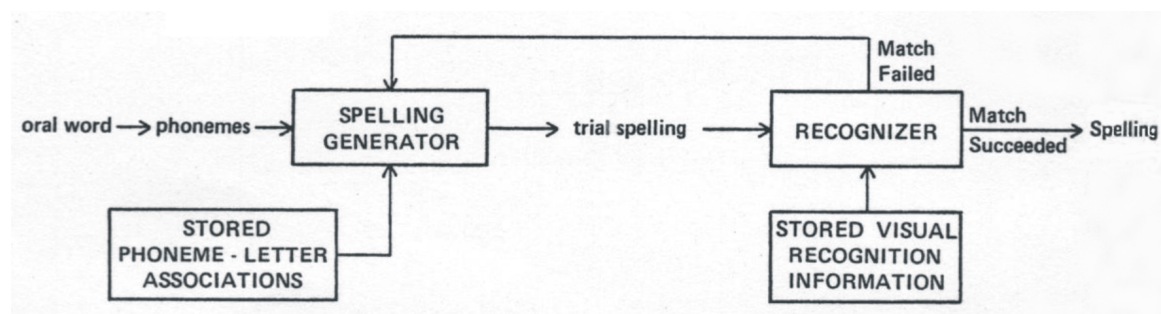 Match
Failed
SPELLING
GENERATOR
oral word
phonemes
trial spelling
RECOGNIZER
Match
Succeeded
Spelling
STORED
PHONEME - LETTER
ASSOCIATIONS
STORED VISUAL
RECOGNITION
INFORMATION